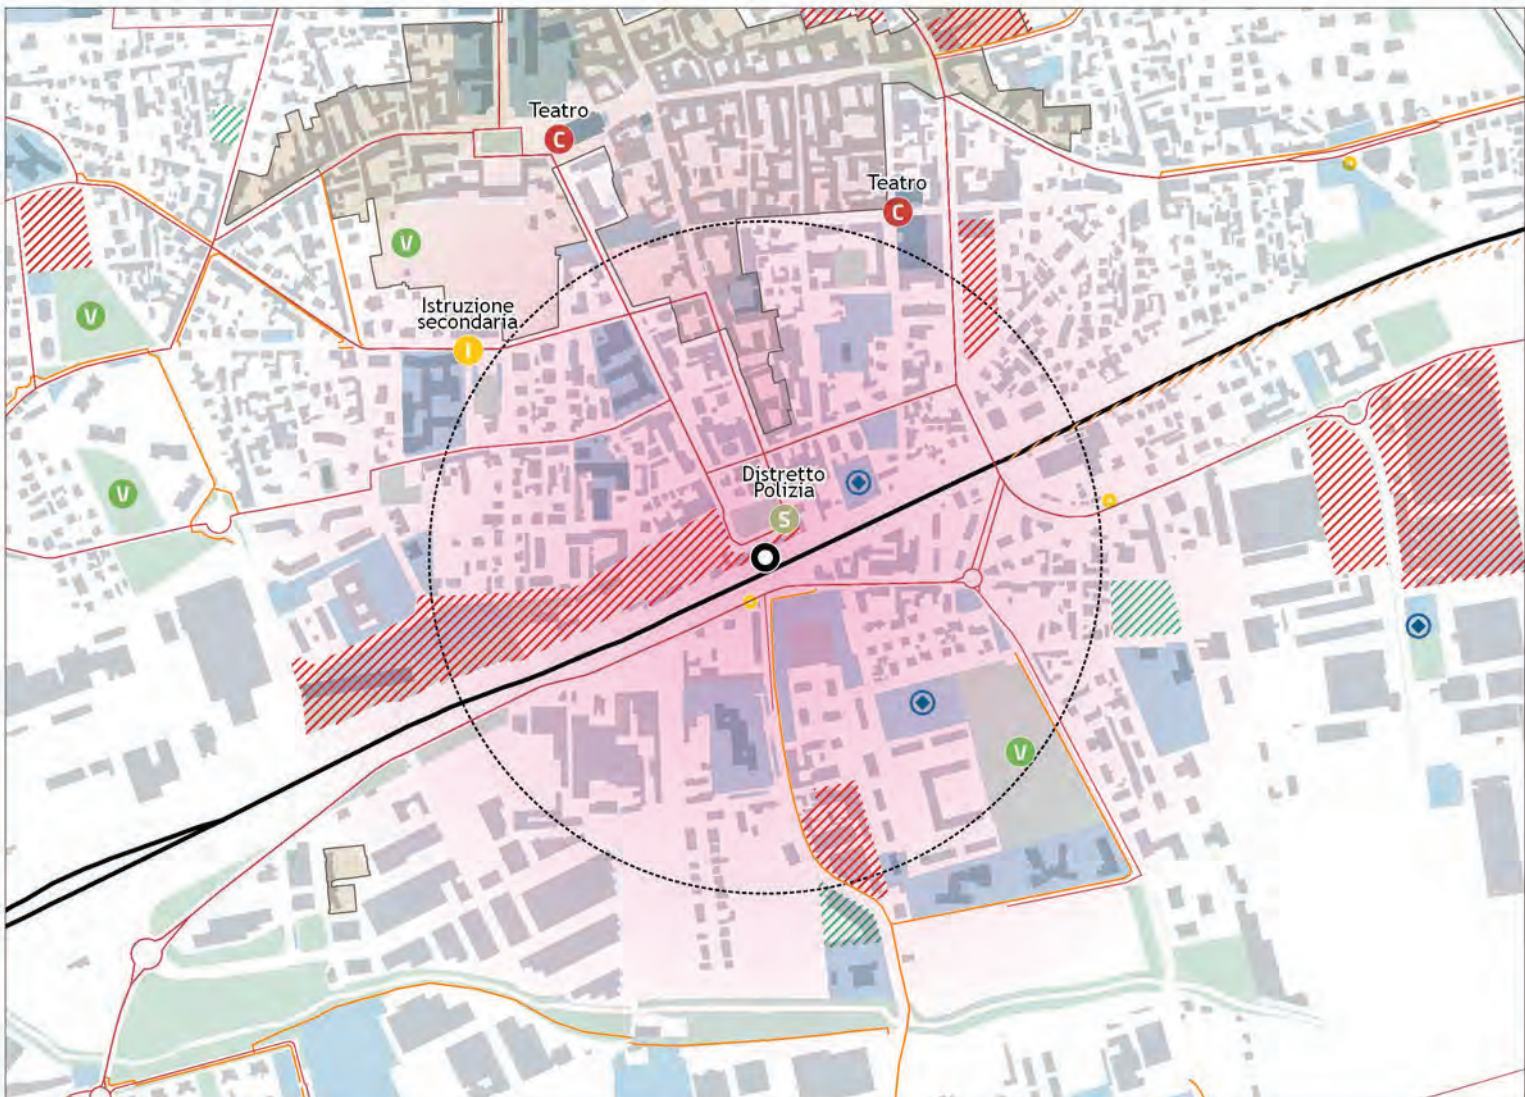 Teatro
C
Teatro
C
V
Istruzione
secondaria
I
V
Distretto
Polizia
S
V
V